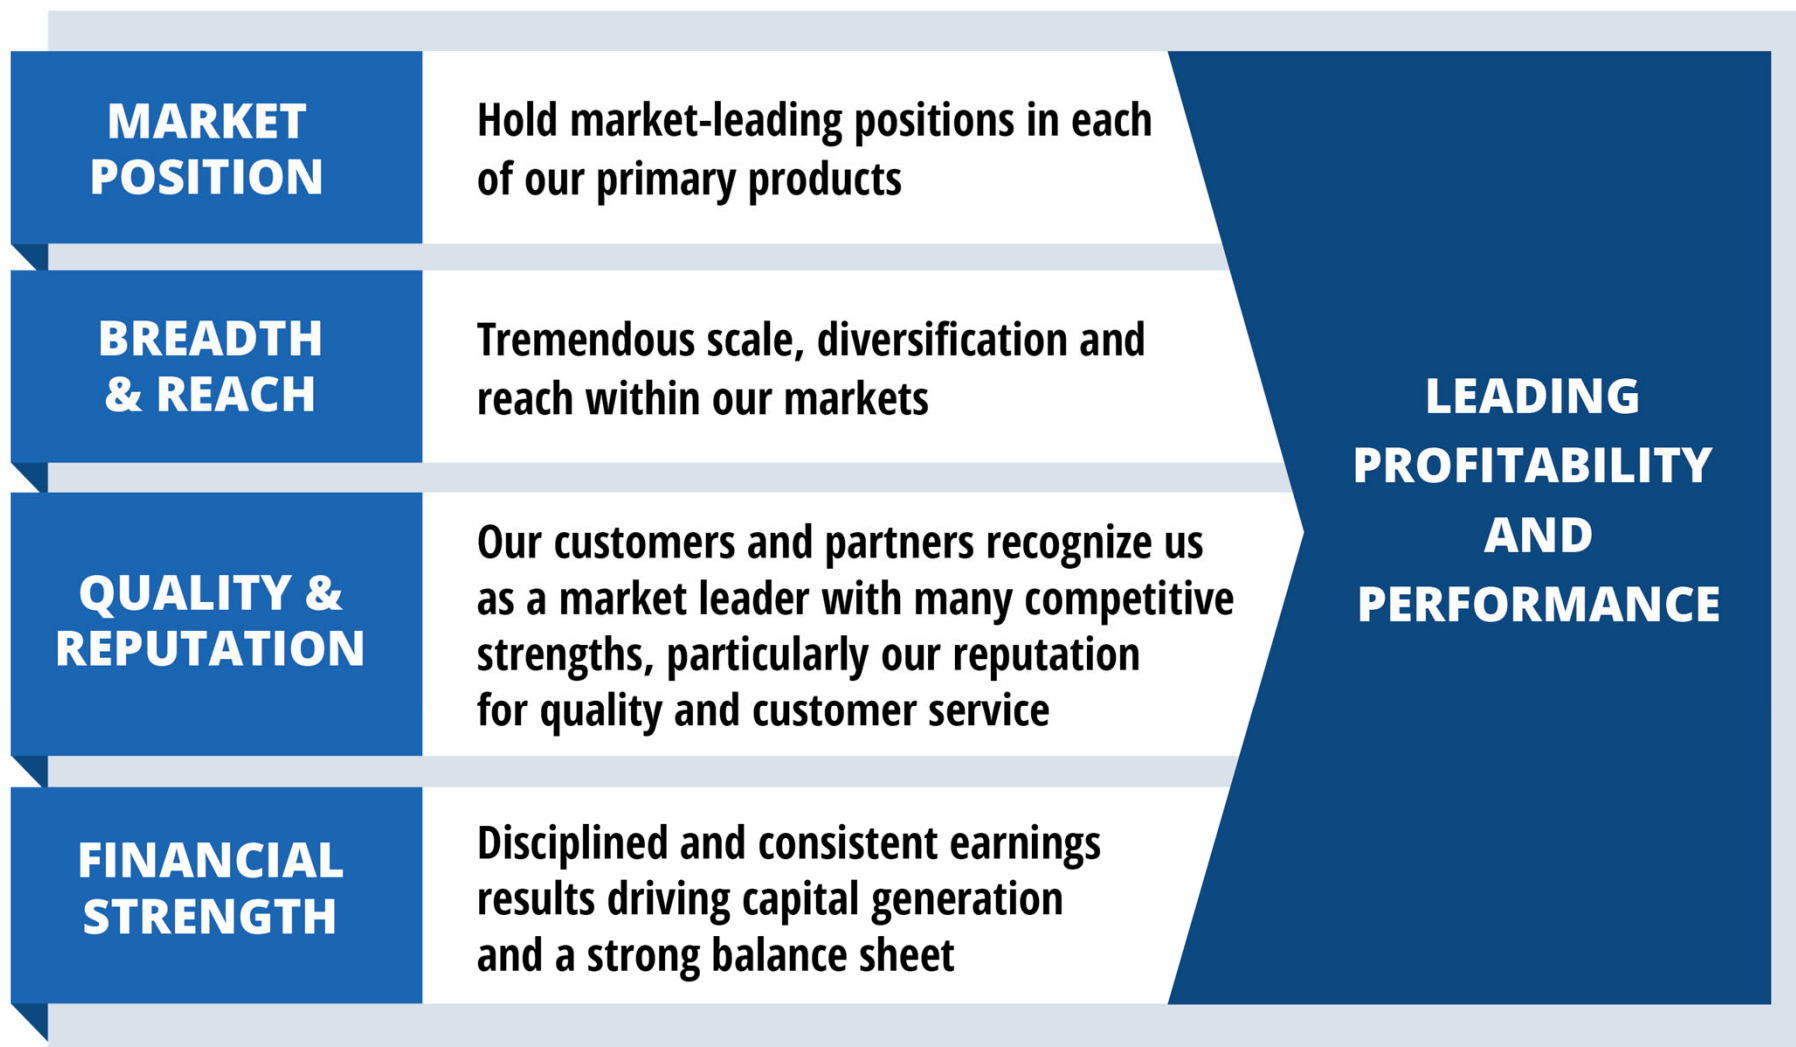 MARKET
POSITION
Hold market-leading positions in each
of our primary products
BREADTH
& REACH
Tremendous scale, diversification and
reach within our markets
QUALITY &
REPUTATION
Our customers and partners recognize us
as a market leader with many competitive
strengths, particularly our reputation
for quality and customer service
FINANCIAL
STRENGTH
Disciplined and consistent earnings
results driving capital generation
and a strong balance sheet
LEADING
PROFITABILITY
AND
PERFORMANCE